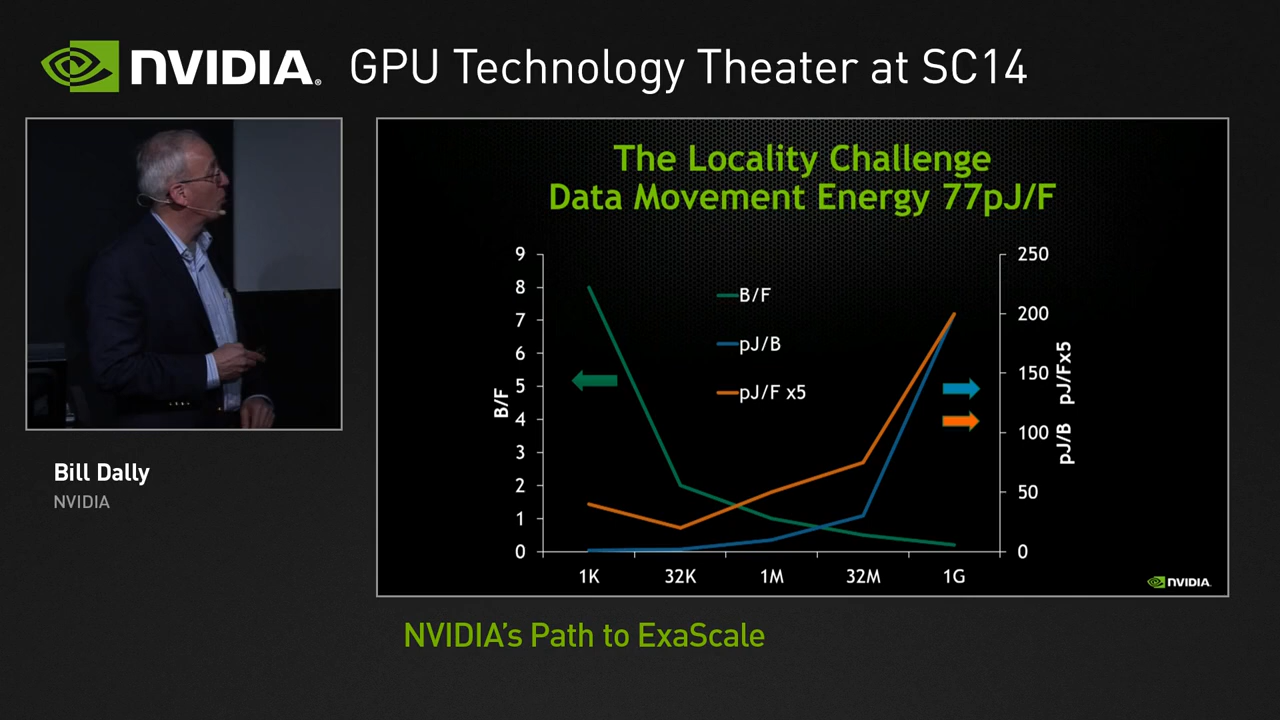 NVIDIA. GPU Technology Theater at SC14
The Locality Challenge
Data Movement Energy 77pJ/F
9
8
7
6
5
4
3
2
1
0
B/F
B/F
pJ/B
pJ/F x5
250
200
150
100
50
0
pJ/B pJ/Fx5
1K 32K 1M 32M 1G
NVIDIA.
Bill Dally
NVIDIA
NVIDIA's Path to ExaScale